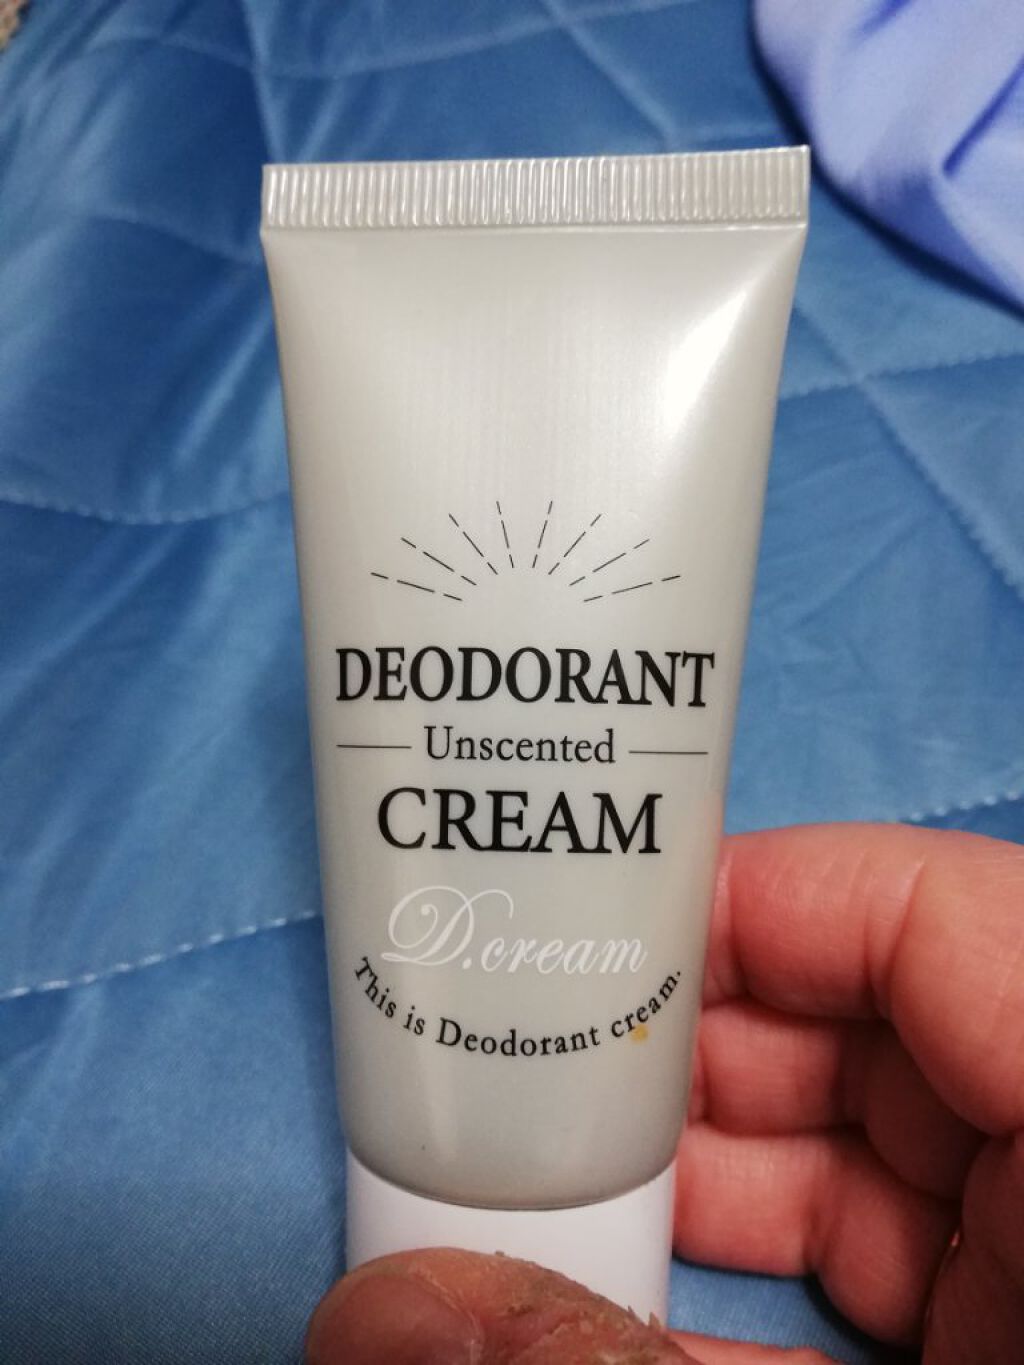 DEODORANT
Unscented
CREAM
D.cream
This is Deodorant cream.